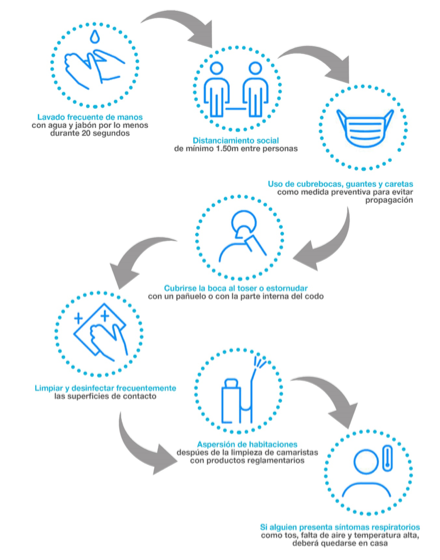 Lavado frecuente de manos
con agua y jabón por lo menos
durante 20 segundos
Distanciamiento social
de mínimo 1.50m entre personas
Uso de cubrebocas, guantes y caretas
como medida preventiva para evitar
propagación
Cubrirse la boca al toser o estornudar
con un pañuelo o con la parte interna del codo
Limpiar y desinfectar frecuentemente
las superficies de contacto
Aspersión de habitaciones
despúes de la limpieza de camaristas
con productos reglamentarios
Si alguien presenta síntomas respiratorios
como tos, falta de aire y temperatura alta,
deberá quedarse en casa